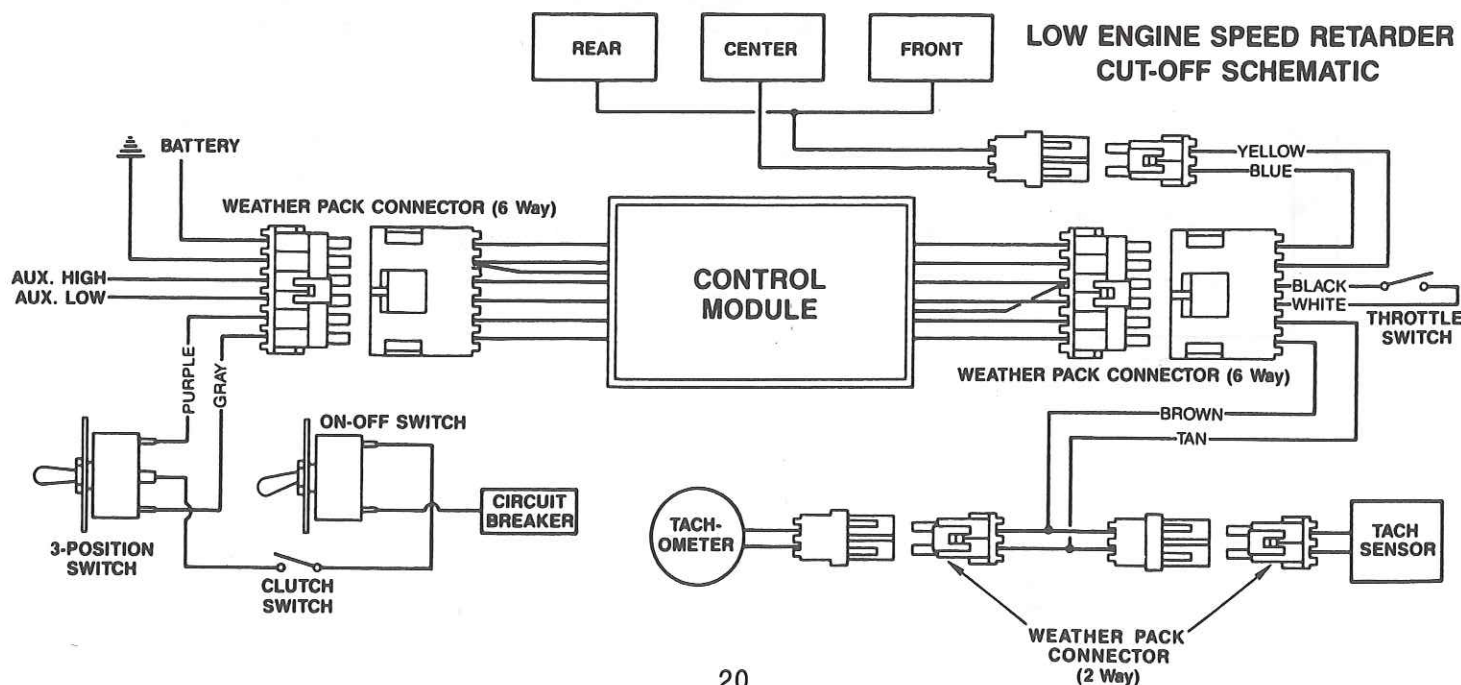 LOW ENGINE SPEED RETARDER
CUT-OFF SCHEMATIC
REAR
CENTER
FRONT
BATTERY
YELLOW
BLUE
WEATHER PACK CONNECTOR (6 Way)
AUX. HIGH
AUX. LOW
CONTROL
MODULE
BLACK
WHITE
THROTTLE
SWITCH
PURPLE
GRAY
WEATHER PACK CONNECTOR (6 Way)
BROWN
TAN
ON-OFF SWITCH
3-POSITION
SWITCH
CIRCUIT
BREAKER
CLUTCH
SWITCH
TACH-
OMETER
TACH
SENSOR
WEATHER PACK
CONNECTOR
(2 Way)
20